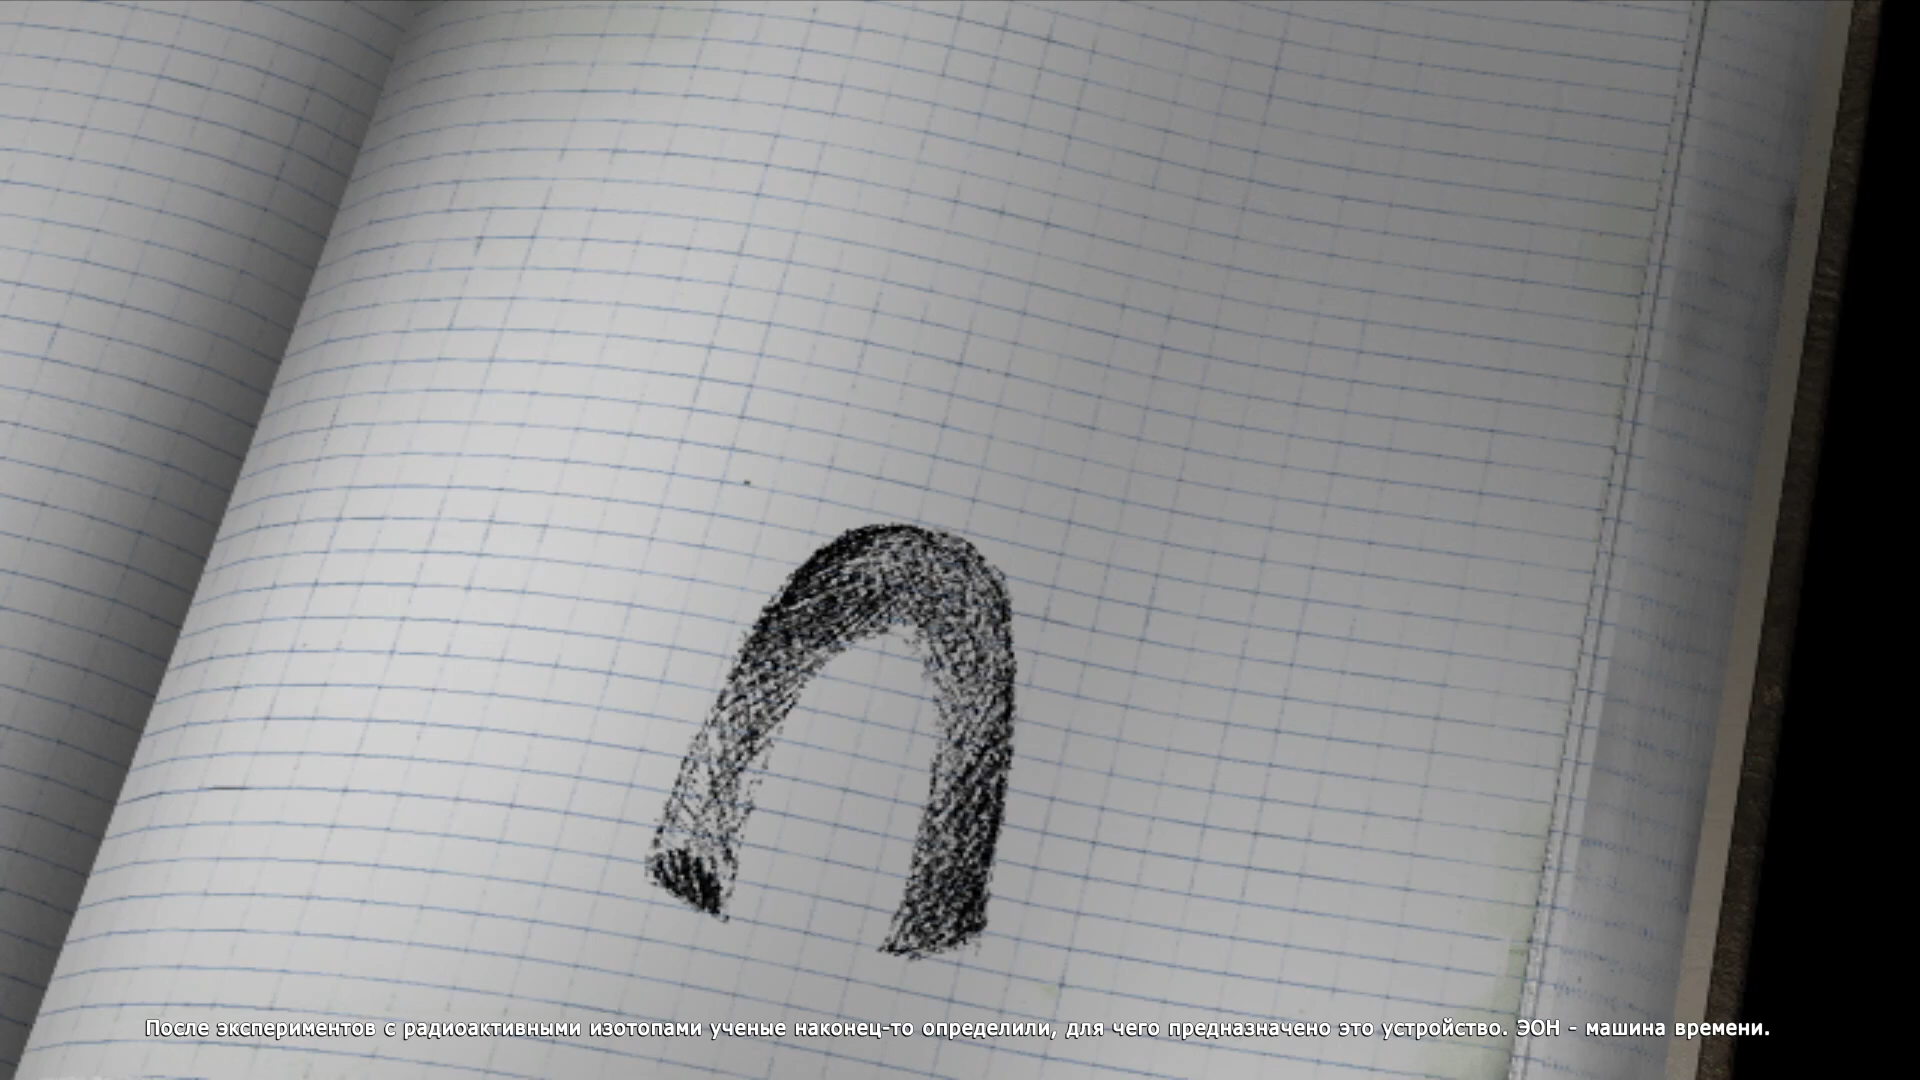 После экспериментов с радиоактивными изотопами ученые наконец-то определили, для чего предназначено это устройство. ЭОН - машина времени.